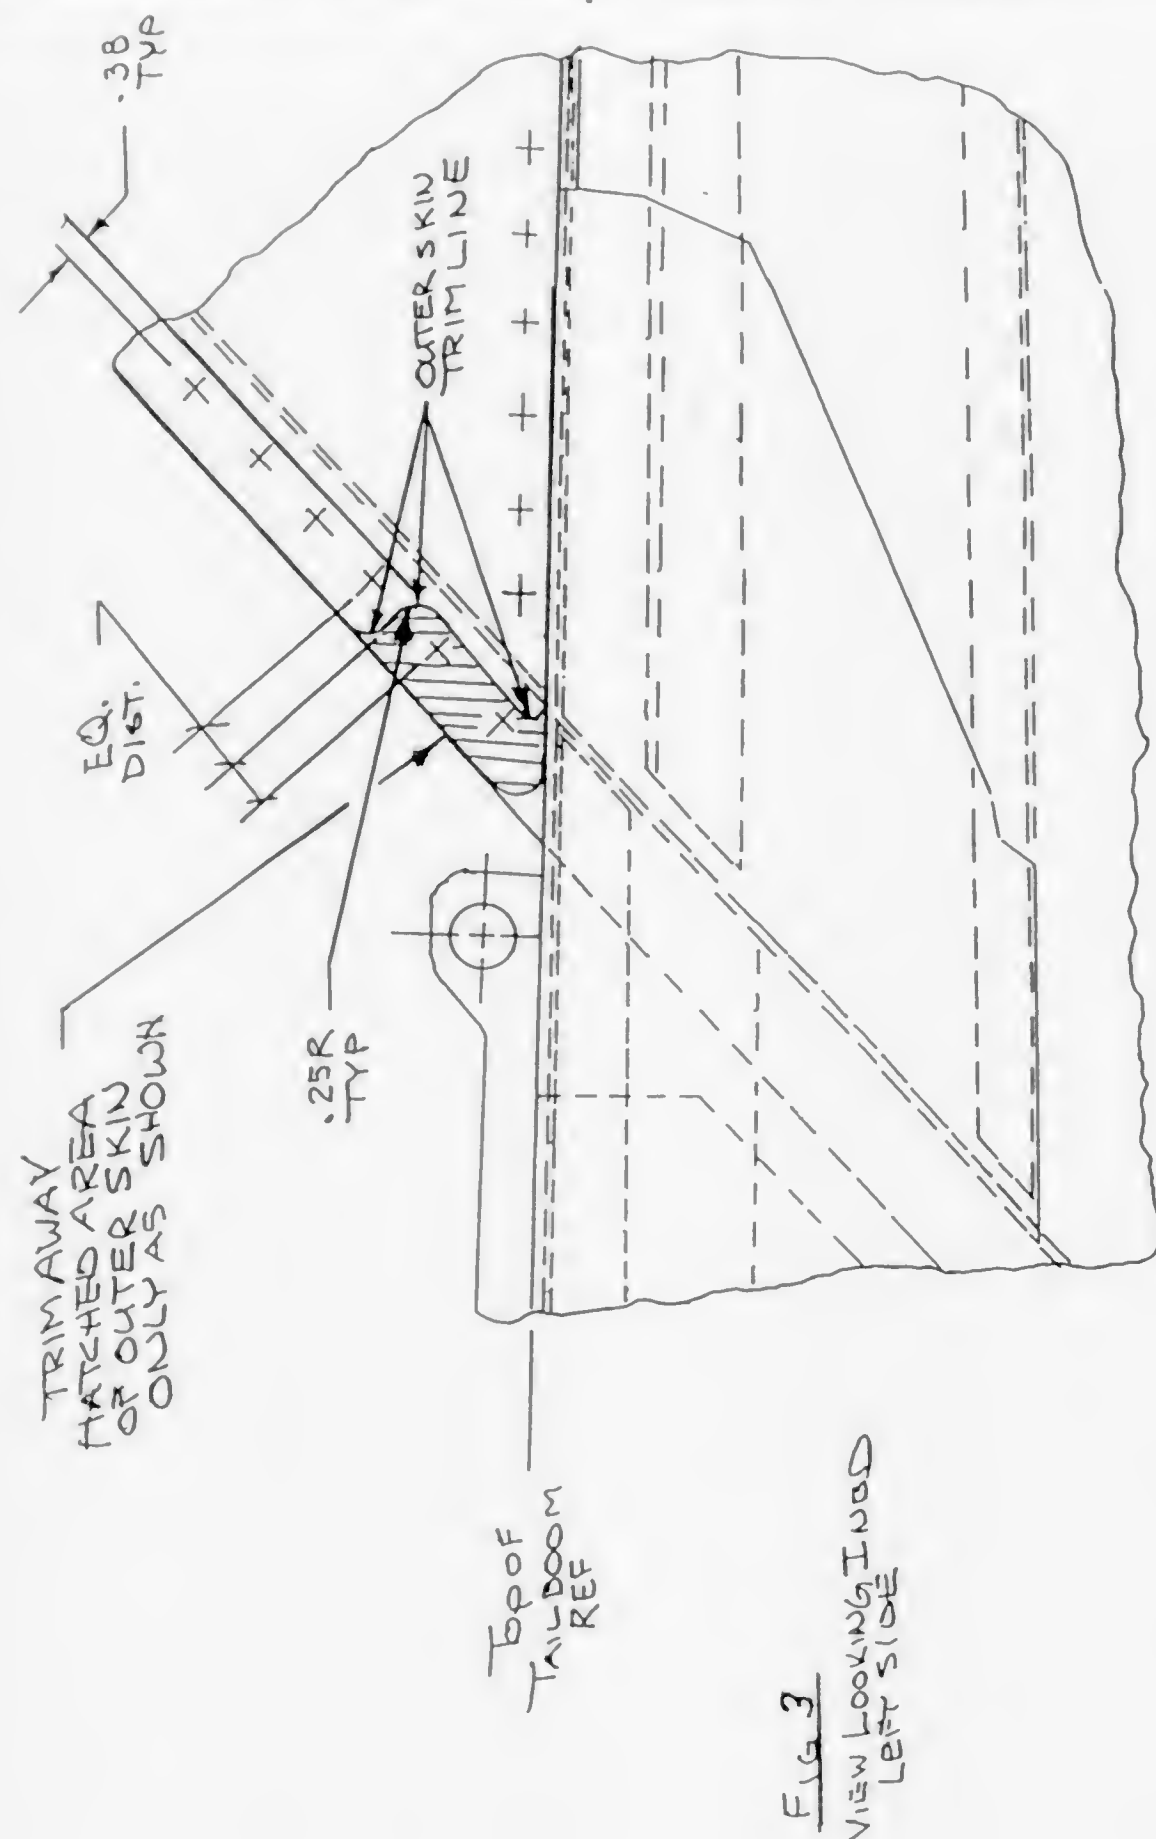 .38
TYP
OUTER SKIN
TRIM LINE
EQ.
DIST.
.25R
TYP
TRIM AWAY
HATCHED AREA
OF OUTER SKIN
ONLY AS SHOWN
TOP OF
TAILBOOM
REF
FIG 3
VIEW LOOKING INBD
LEFT SIDE